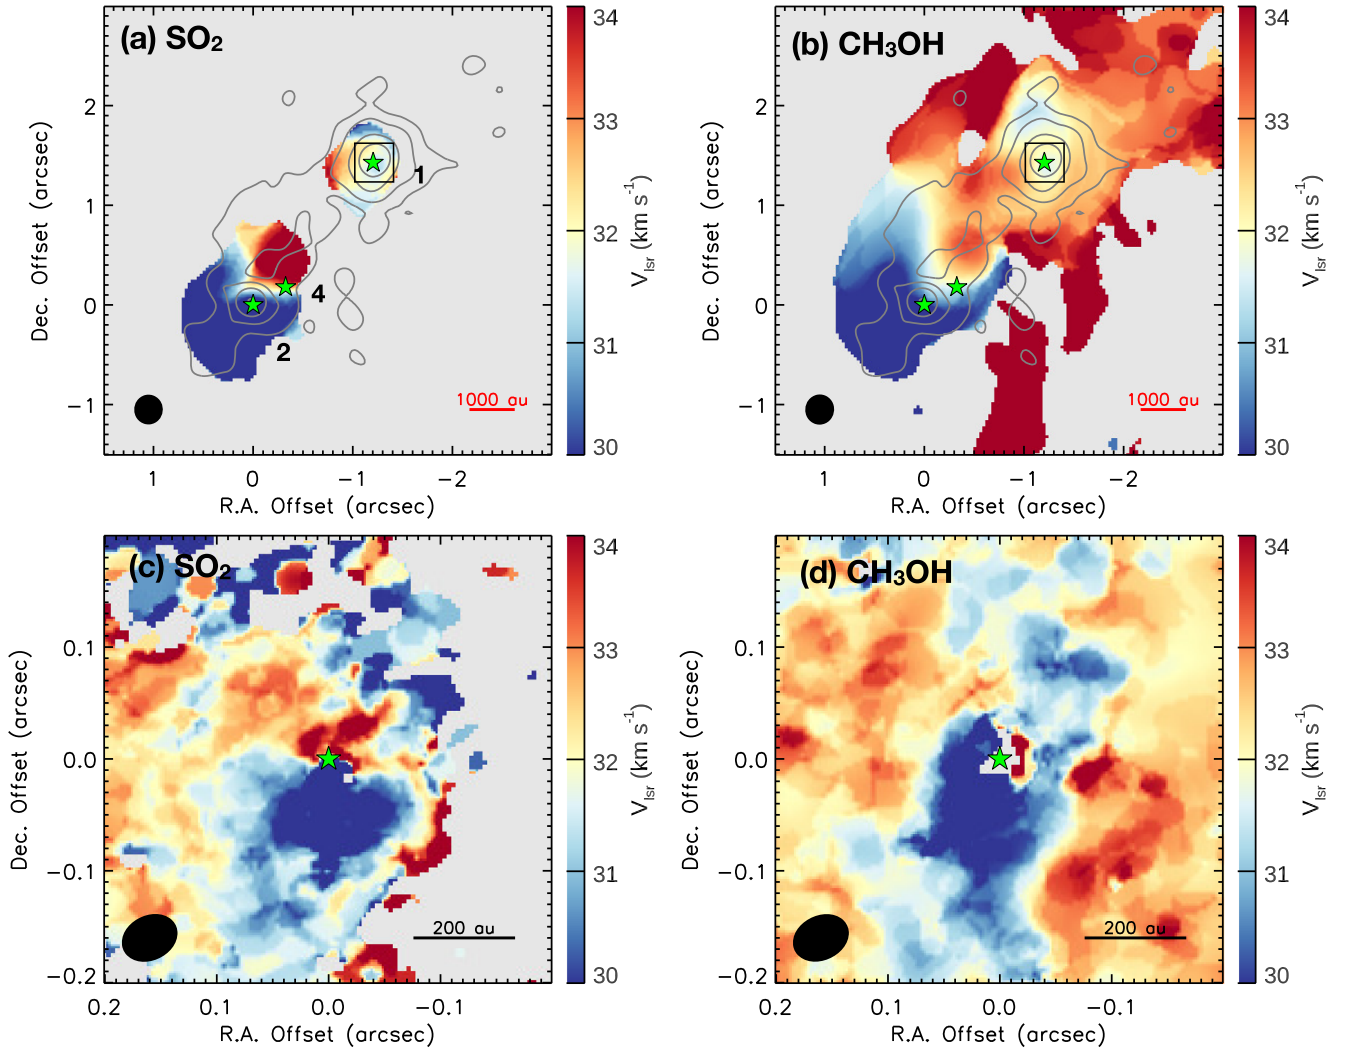 (a) SO₂
1
4
2
1000 au
2
1
0
−1
Dec. Offset (arcsec)
1 0 −1 −2
R.A. Offset (arcsec)
34
33
32
31
30
V_lsr (km s⁻¹)
(b) CH₃OH
1000 au
2
1
0
−1
Dec. Offset (arcsec)
1 0 −1 −2
R.A. Offset (arcsec)
34
33
32
31
30
V_lsr (km s⁻¹)
(c) SO₂
200 au
0.1
0.0
−0.1
−0.2
Dec. Offset (arcsec)
0.2 0.1 0.0 −0.1
R.A. Offset (arcsec)
34
33
32
31
30
V_lsr (km s⁻¹)
(d) CH₃OH
200 au
0.1
0.0
−0.1
−0.2
Dec. Offset (arcsec)
0.2 0.1 0.0 −0.1
R.A. Offset (arcsec)
34
33
32
31
30
V_lsr (km s⁻¹)